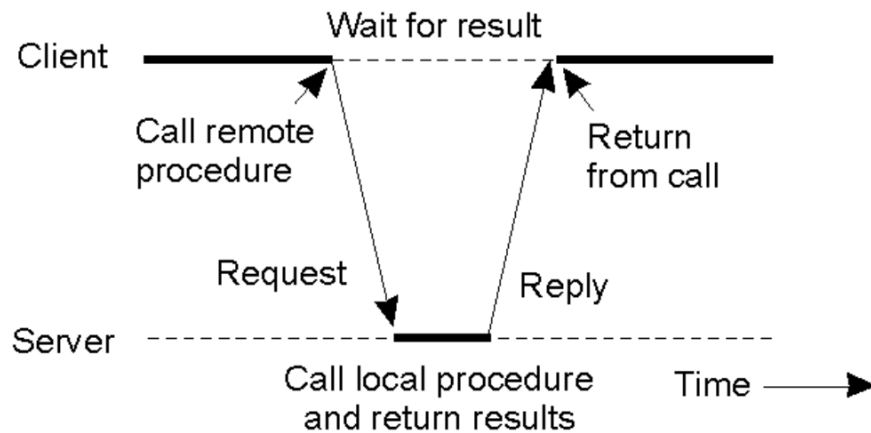 Wait for result
Client
Call remote
procedure
Return
from call
Request
Reply
Server
Call local procedure
and return results
Time